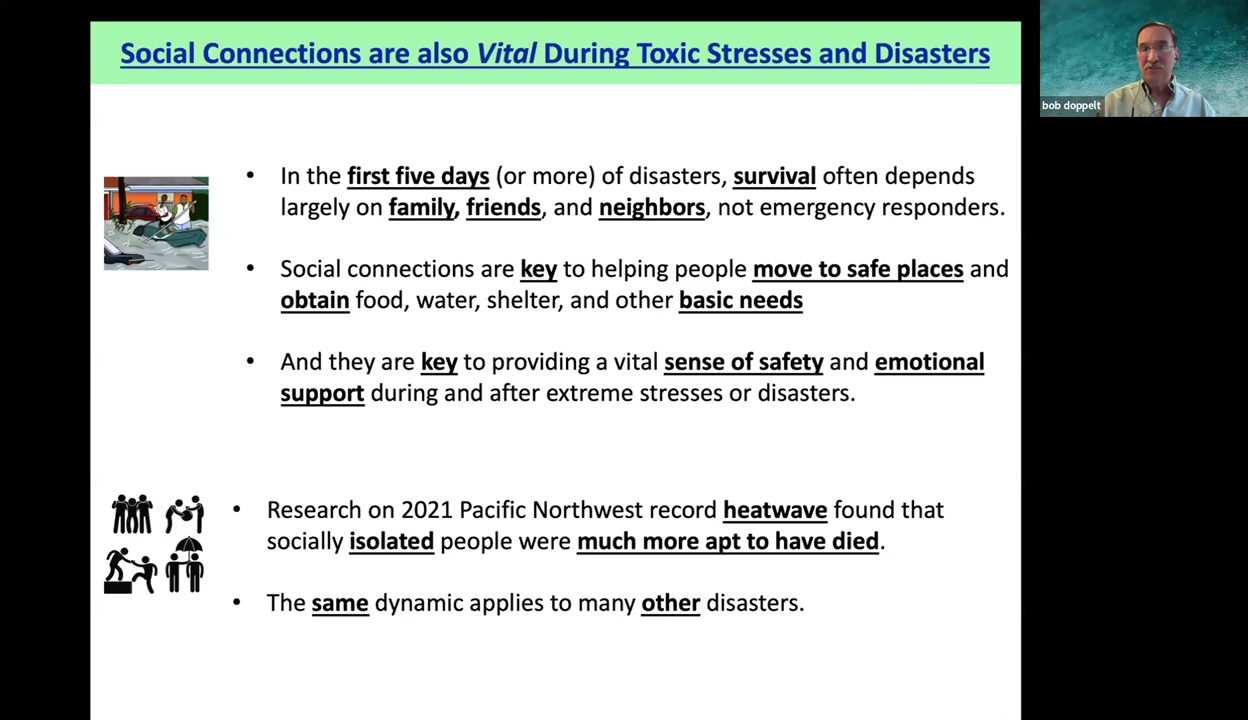 Social Connections are also Vital During Toxic Stresses and Disasters
bob doppelt
• In the first five days (or more) of disasters, survival often depends
largely on family, friends, and neighbors, not emergency responders.
• Social connections are key to helping people move to safe places and
obtain food, water, shelter, and other basic needs
• And they are key to providing a vital sense of safety and emotional
support during and after extreme stresses or disasters.
• Research on 2021 Pacific Northwest record heatwave found that
socially isolated people were much more apt to have died.
• The same dynamic applies to many other disasters.